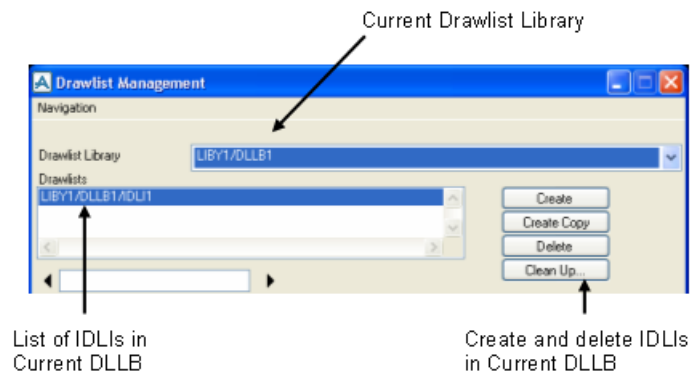 Current Drawlist Library
Drawlist Management
Navigation
Drawlist Library
LIBY1/DLLB1
Drawlists
LIBY1/DLLB1/IDLI1
Create
Create Copy
Delete
Clean Up...
List of IDLIs in
Current DLLB
Create and delete IDLIs
in Current DLLB